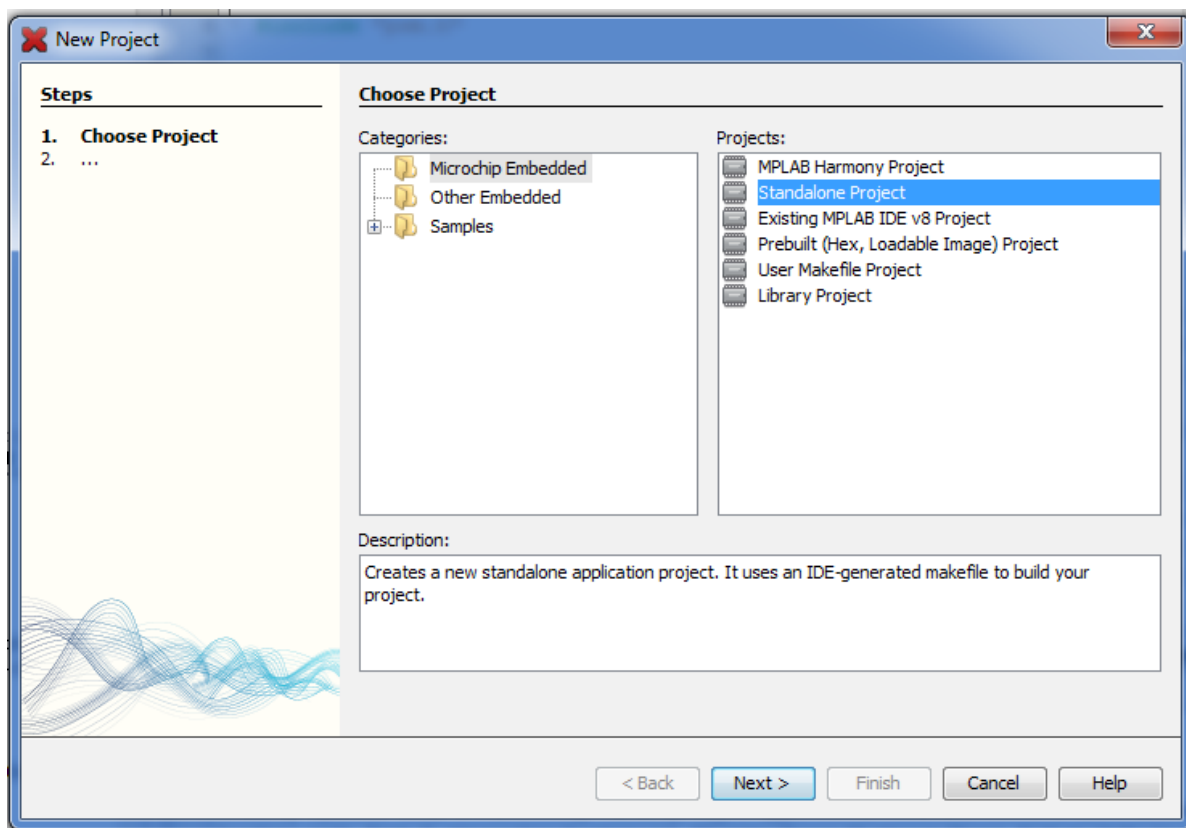 New Project
Steps
1. Choose Project
2. ...
Choose Project
Categories:
Microchip Embedded
Other Embedded
Samples
Projects:
MPLAB Harmony Project
Standalone Project
Existing MPLAB IDE v8 Project
Prebuilt (Hex, Loadable Image) Project
User Makefile Project
Library Project
Description:
Creates a new standalone application project. It uses an IDE-generated makefile to build your
project.
< Back
Next >
Finish
Cancel
Help